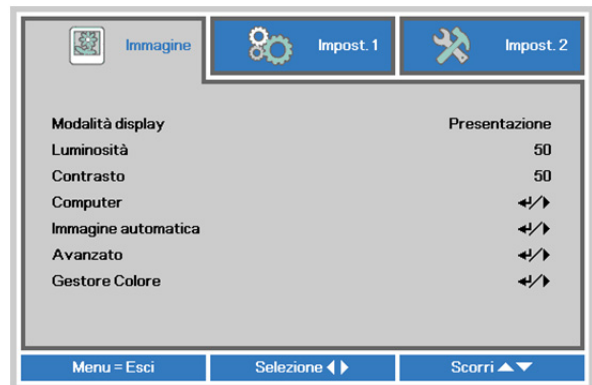 Immagine Impost. 1 Impost. 2
Modalità display Presentazione
Luminosità 50
Contrasto 50
Computer
Immagine automatica
Avanzato
Gestore Colore
Menu = Esci Selezione Scorri